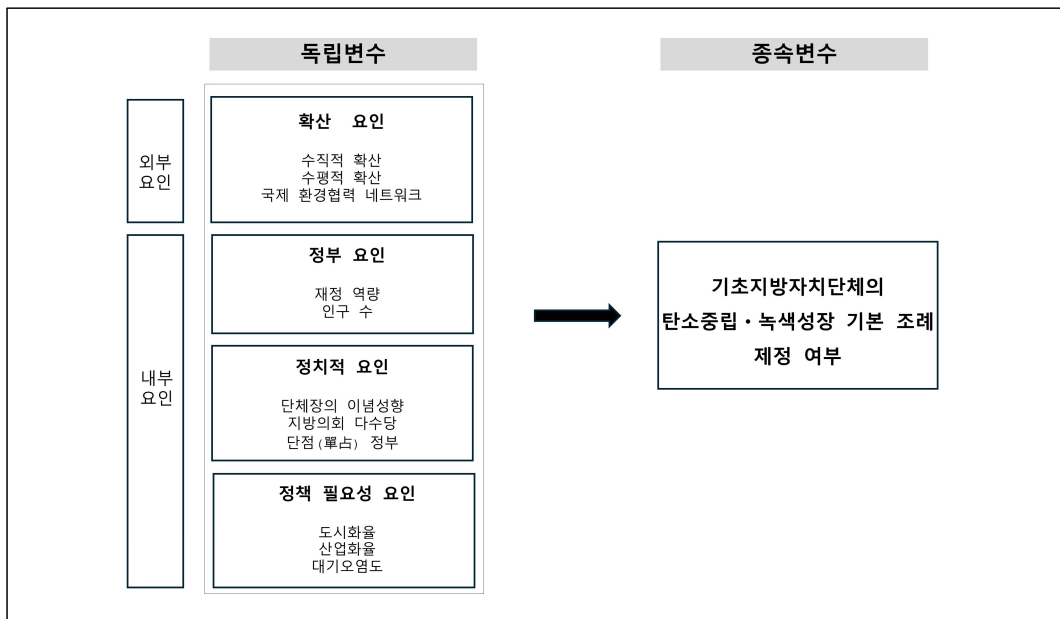 독립변수
종속변수
외부
요인
확산 요인
수직적 확산
수평적 확산
국제 환경협력 네트워크
내부
요인
정부 요인
재정 역량
인구 수
정치적 요인
단체장의 이념성향
지방의회 다수당
단점(單占) 정부
정책 필요성 요인
도시화율
산업화율
대기오염도
기초지방자치단체의
탄소중립·녹색성장 기본 조례
제정 여부